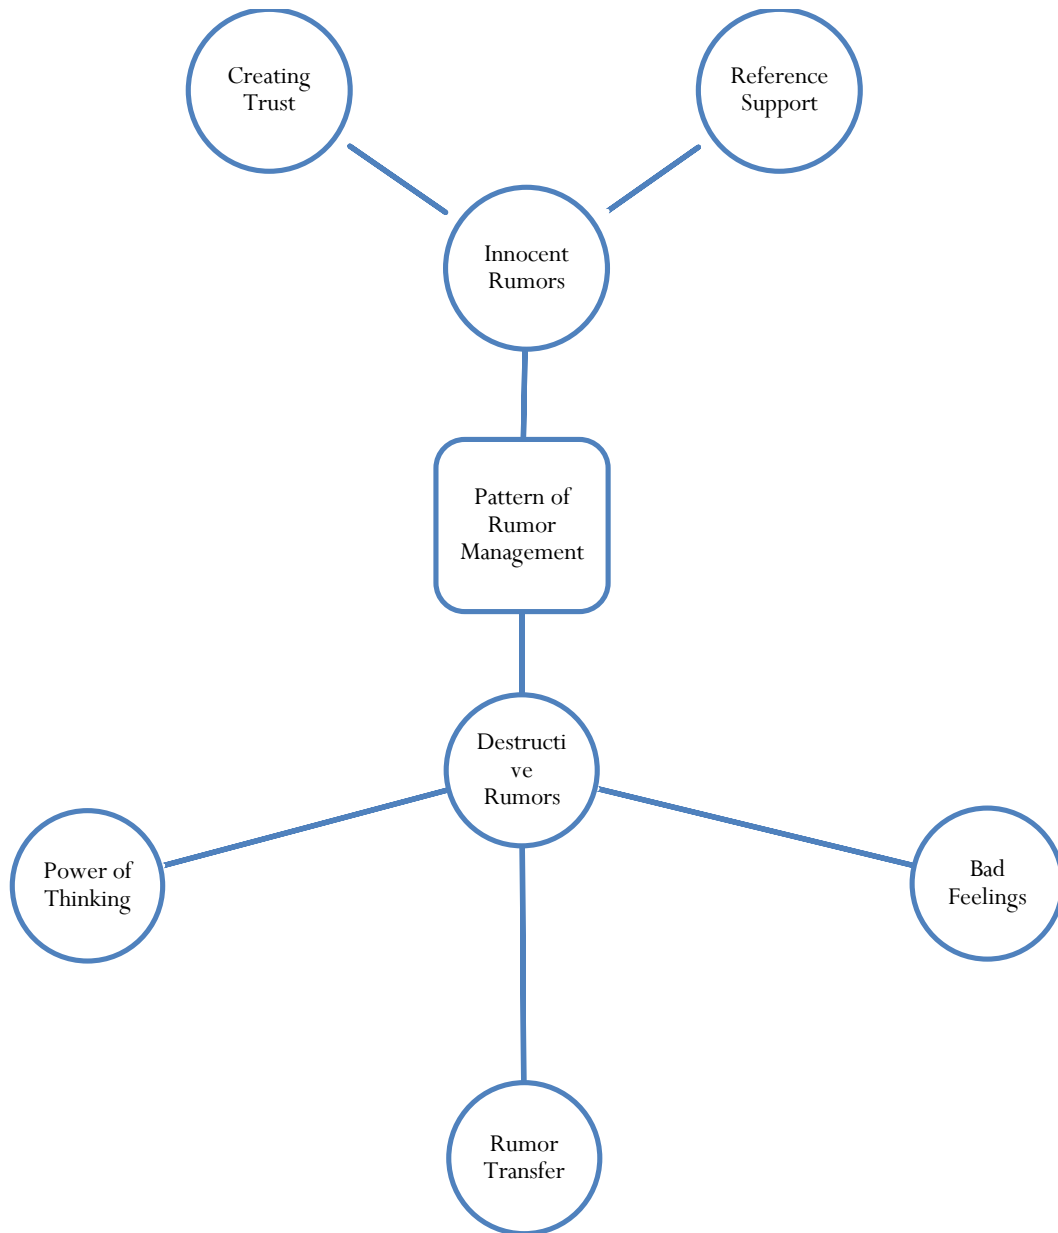 Creating
Trust
Reference
Support
Innocent
Rumors
Pattern of
Rumor
Management
Destructi
ve
Rumors
Power of
Thinking
Bad
Feelings
Rumor
Transfer